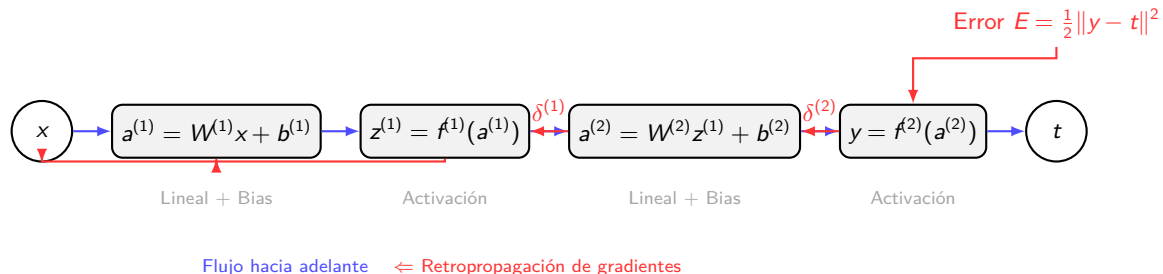 Error E = ½‖y − t‖²
x
a⁽¹⁾ = W⁽¹⁾x + b⁽¹⁾
z⁽¹⁾ = f⁽¹⁾(a⁽¹⁾)
δ⁽¹⁾
a⁽²⁾ = W⁽²⁾z⁽¹⁾ + b⁽²⁾
δ⁽²⁾
y = f⁽²⁾(a⁽²⁾)
t
Lineal + Bias
Activación
Lineal + Bias
Activación
Flujo hacia adelante ⇐ Retropropagación de gradientes